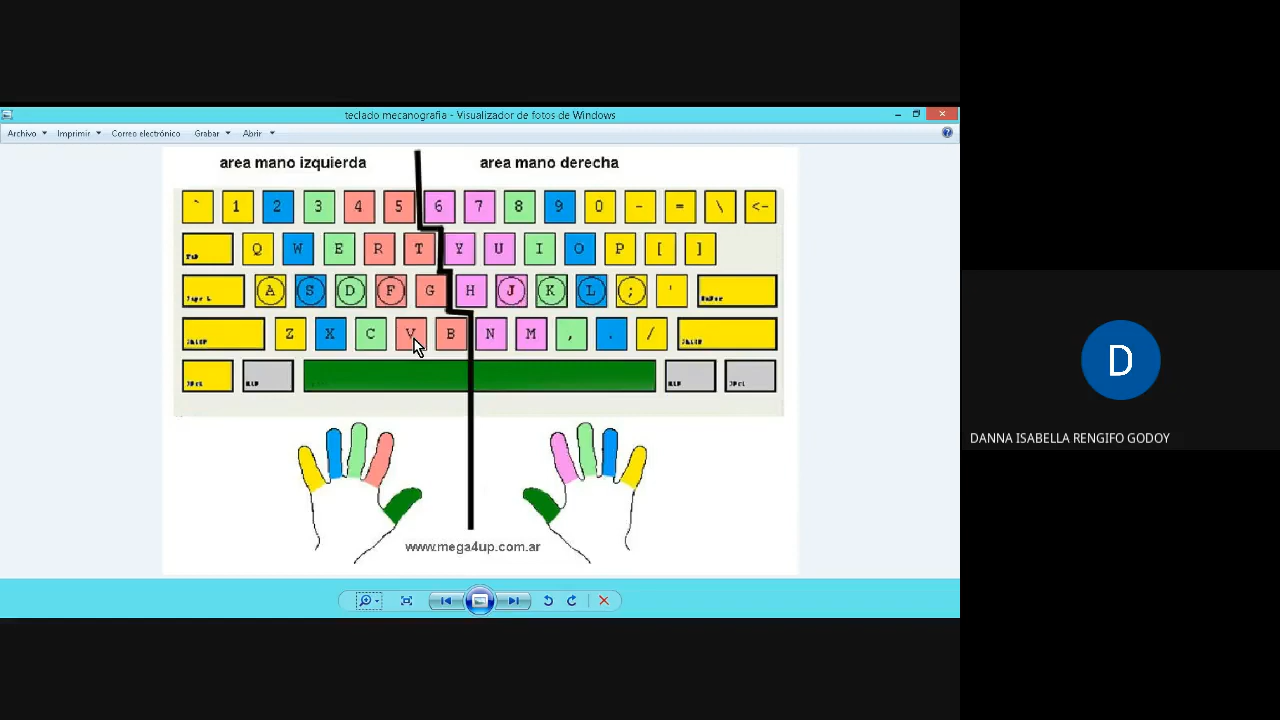 teclado mecanografia - Visualizador de fotos de Windows
Archivo Imprimir Correo electrónico Grabar Abrir
area mano izquierda area mano derecha
` 1 2 3 4 5 6 7 8 9 0 - = \ <-
Q W E R T Y U I O P [ ]
A S D F G H J K L ; '
Z X C V B N M , . /
www.mega4up.com.ar
D
DANNA ISABELLA RENGIFO GODOY